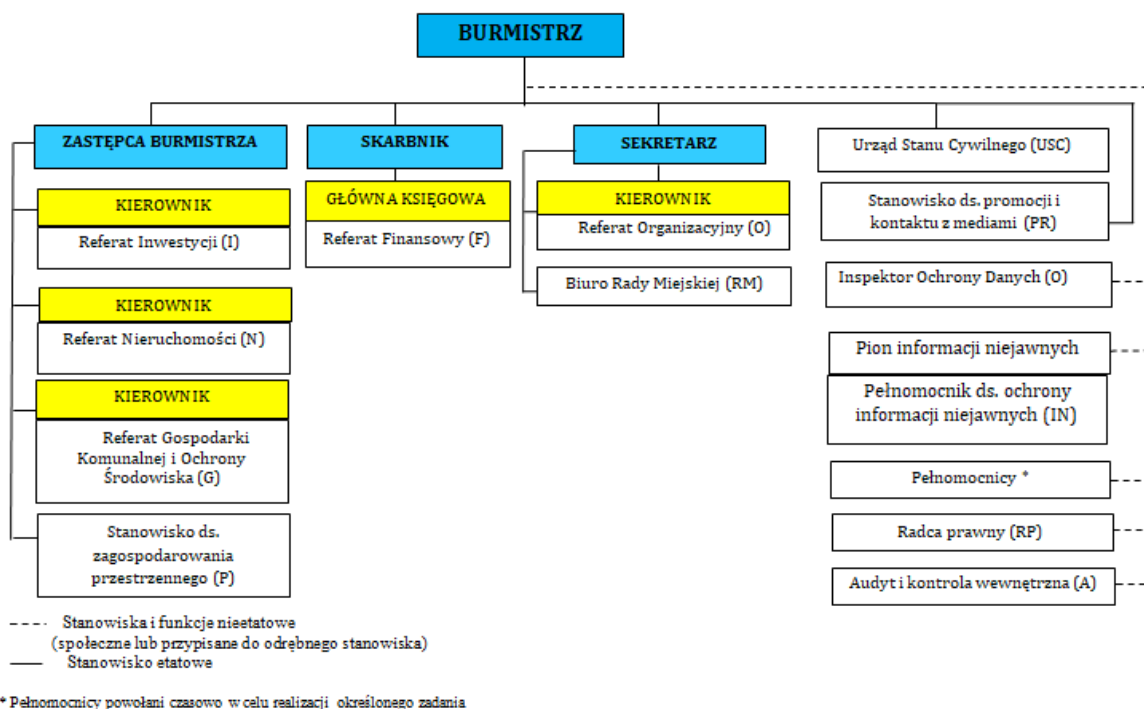 BURMISTRZ
ZASTĘPCA BURMISTRZA
KIEROWNIK
Referat Inwestycji (I)
KIEROWNIK
Referat Nieruchomości (N)
KIEROWNIK
Referat Gospodarki
Komunalnej i Ochrony
Środowiska (G)
Stanowisko ds.
zagospodarowania
przestrzennego (P)
SKARBNIK
GŁÓWNA KSIĘGOWA
Referat Finansowy (F)
SEKRETARZ
KIEROWNIK
Referat Organizacyjny (O)
Biuro Rady Miejskiej (RM)
Urząd Stanu Cywilnego (USC)
Stanowisko ds. promocji i
kontaktu z mediami (PR)
Inspektor Ochrony Danych (O)
Pion informacji niejawnych
Pełnomocnik ds. ochrony
informacji niejawnych (IN)
Pełnomocnicy *
Radca prawny (RP)
Audyt i kontrola wewnętrzna (A)
---- Stanowiska i funkcje nieetatowe
(społeczne lub przypisane do odrębnego stanowiska)
Stanowisko etatowe
* Pełnomocnicy powołani czasowo w celu realizacji określonego zadania